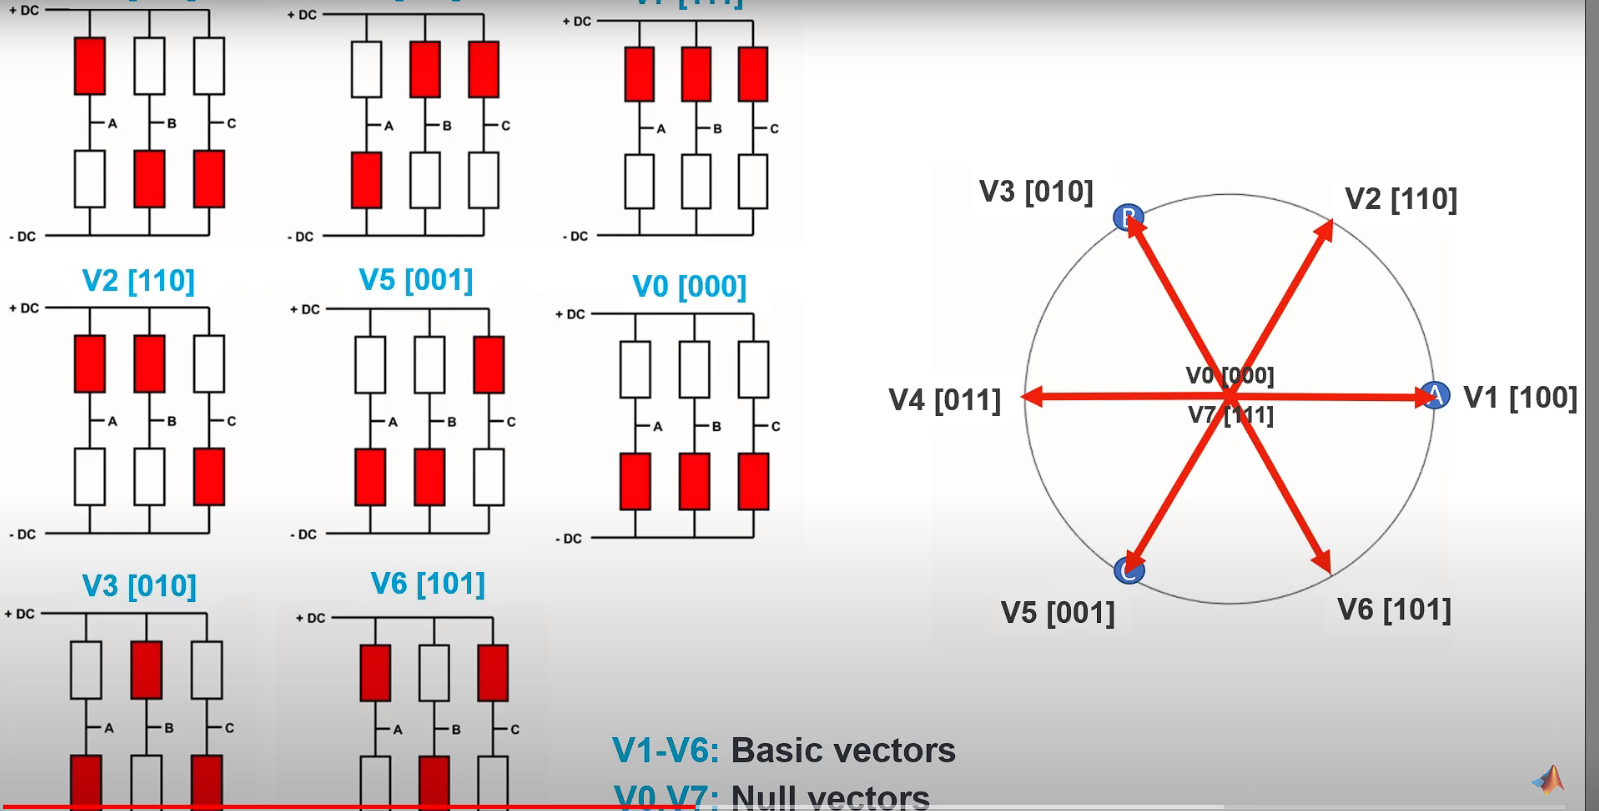 V7 [111]
+ DC
A B C
- DC
+ DC
A B C
- DC
+ DC
A B C
- DC
V2 [110]
+ DC
A B C
- DC
V5 [001]
+ DC
A B C
- DC
V0 [000]
+ DC
A B C
- DC
V3 [010]
+ DC
A B C
V6 [101]
+ DC
A B C
V3 [010]
V2 [110]
B
V4 [011]
V0 [000]
V7 [111]
A
V1 [100]
C
V5 [001]
V6 [101]
V1-V6: Basic vectors
V0,V7: Null vectors